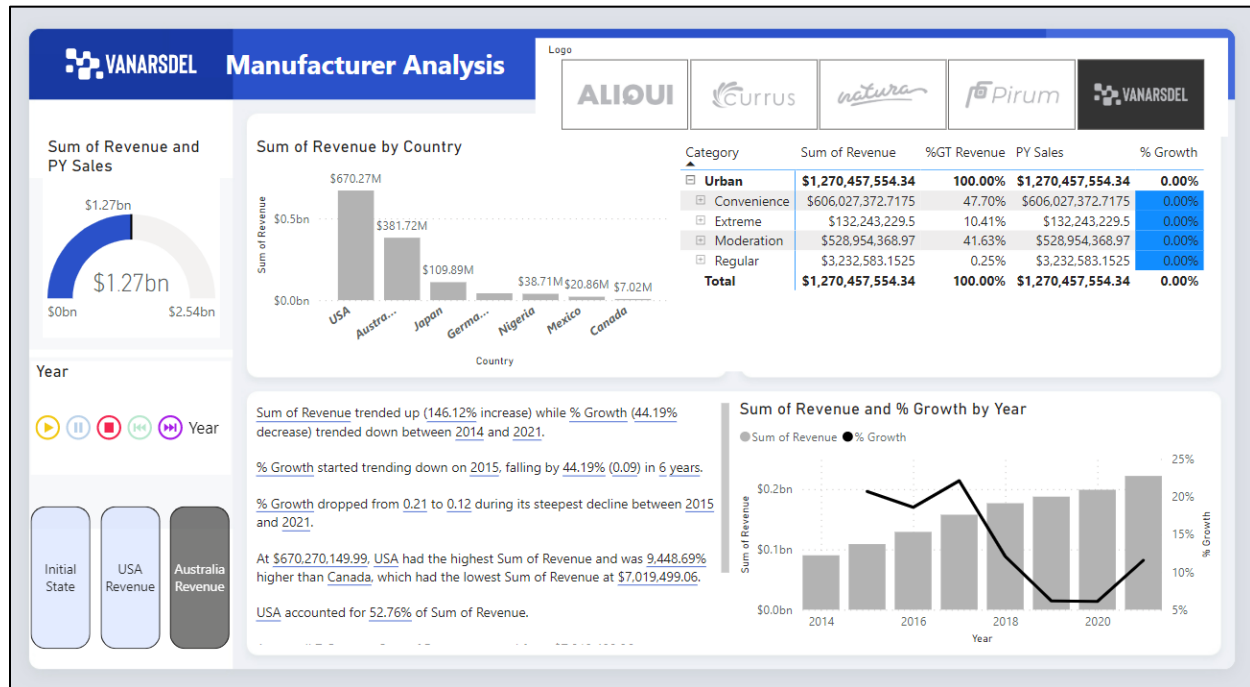 VANARSDEL
Manufacturer Analysis
Logo
ALIQUI
Currus
natura
Pirum
VANARSDEL
Sum of Revenue and
PY Sales
$1.27bn
$1.27bn
$0bn
$2.54bn
Year
Year
Initial
State
USA
Revenue
Australia
Revenue
Sum of Revenue by Country
Sum of Revenue
$0.5bn
$0.0bn
$670.27M
$381.72M
$109.89M
$38.71M
$20.86M
$7.02M
USA
Austra...
Japan
Germa...
Nigeria
Mexico
Canada
Country
Category Sum of Revenue %GT Revenue PY Sales % Growth
Urban $1,270,457,554.34 100.00% $1,270,457,554.34 0.00%
Convenience $606,027,372.7175 47.70% $606,027,372.7175 0.00%
Extreme $132,243,229.5 10.41% $132,243,229.5 0.00%
Moderation $528,954,368.97 41.63% $528,954,368.97 0.00%
Regular $3,232,583.1525 0.25% $3,232,583.1525 0.00%
Total $1,270,457,554.34 100.00% $1,270,457,554.34 0.00%
Sum of Revenue trended up (146.12% increase) while % Growth (44.19%
decrease) trended down between 2014 and 2021.
% Growth started trending down on 2015, falling by 44.19% (0.09) in 6 years.
% Growth dropped from 0.21 to 0.12 during its steepest decline between 2015
and 2021.
At $670,270,149.99, USA had the highest Sum of Revenue and was 9,448.69%
higher than Canada, which had the lowest Sum of Revenue at $7,019,499.06.
USA accounted for 52.76% of Sum of Revenue.
Sum of Revenue and % Growth by Year
Sum of Revenue % Growth
Sum of Revenue
$0.2bn
$0.1bn
$0.0bn
25%
20%
15%
10%
5%
% Growth
2014
2016
2018
2020
Year